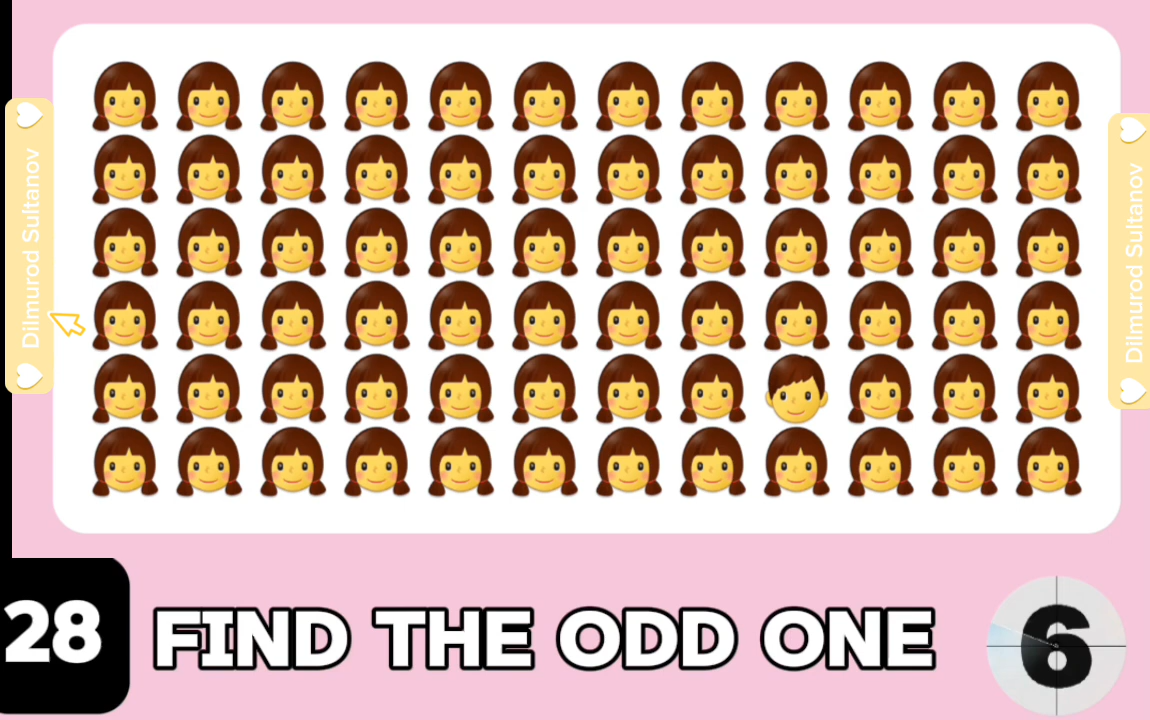 Dilmurod Sultanov
Dilmurod Sultanov
28
FIND THE ODD ONE
6